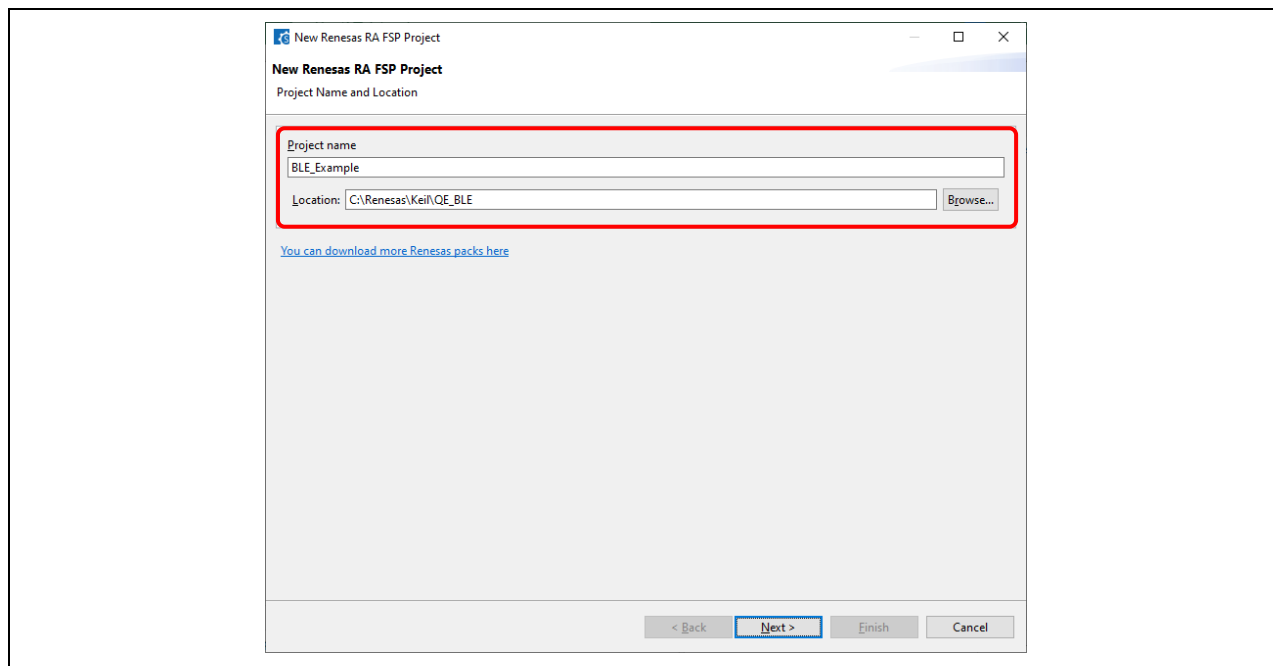 New Renesas RA FSP Project
New Renesas RA FSP Project
Project Name and Location
Project name
BLE_Example
Location: C:\Renesas\Keil\QE_BLE Browse...
You can download more Renesas packs here
< Back Next > Finish Cancel